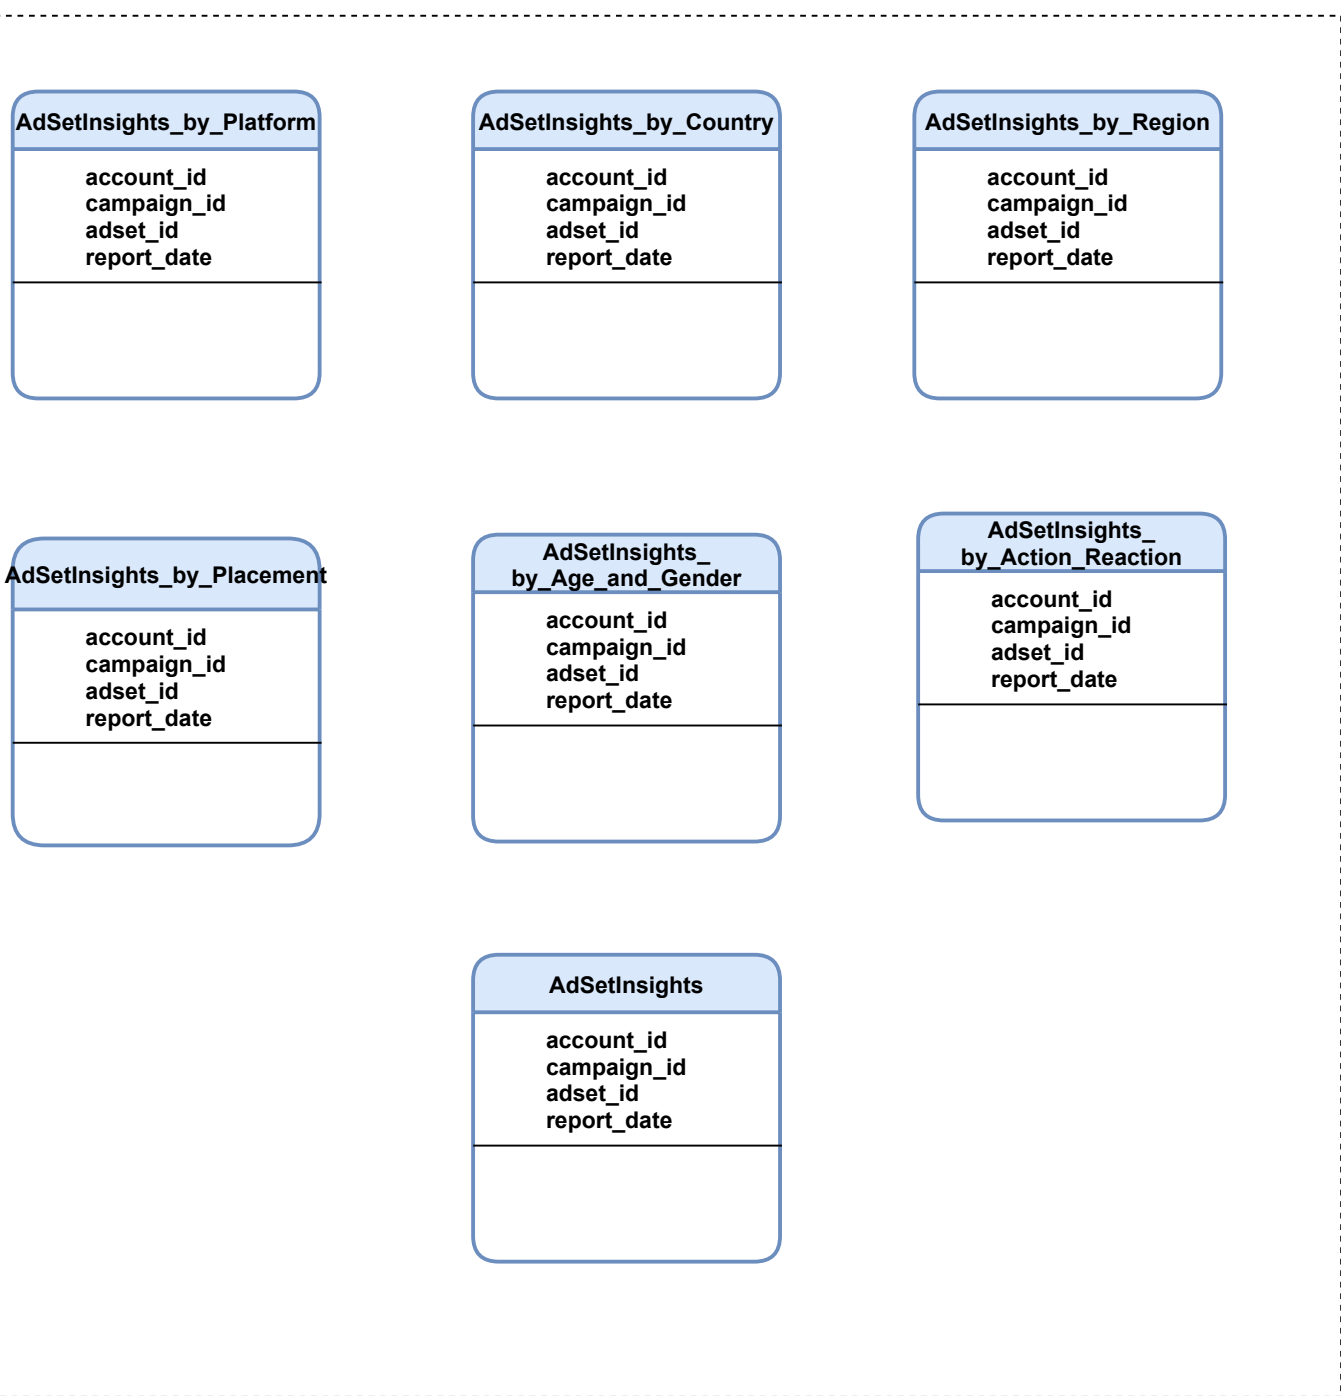 AdSetInsights_by_Platform
account_id
campaign_id
adset_id
report_date
AdSetInsights_by_Country
account_id
campaign_id
adset_id
report_date
AdSetInsights_by_Region
account_id
campaign_id
adset_id
report_date
AdSetInsights_by_Placement
account_id
campaign_id
adset_id
report_date
AdSetInsights_
by_Age_and_Gender
account_id
campaign_id
adset_id
report_date
AdSetInsights_
by_Action_Reaction
account_id
campaign_id
adset_id
report_date
AdSetInsights
account_id
campaign_id
adset_id
report_date